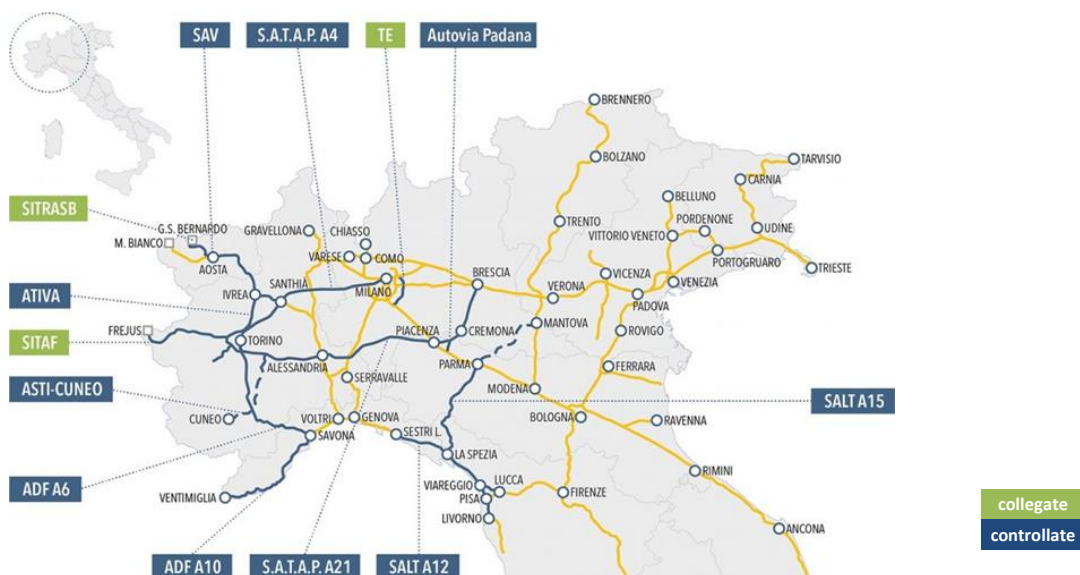 SAV
S.A.T.A.P. A4
TE
Autovia Padana
BRENNERO
BOLZANO
TARVISIO
CARNIA
BELLUNO
SITRASB
PORDENONE
G.S. BERNARDO
GRAVELLONA
CHIASSO
TRENTO
UDINE
M. BIANCO
VITTORIO VENETO
VARESE
COMO
PORTOGRUARO
AOSTA
BRESCIA
VICENZA
TRIESTE
SANTHIÀ
VENEZIA
ATIVA
IVREA
MILANO
VERONA
PADOVA
FREJUS
PIACENZA
CREMONA
MANTOVA
ROVIGO
SITAF
TORINO
ALESSANDRIA
PARMA
FERRARA
SERRAVALLE
MODENA
ASTI-CUNEO
SALT A15
CUNEO
VOLTRI
GENOVA
BOLOGNA
RAVENNA
SAVONA
SESTRI L.
LA SPEZIA
RIMINI
ADF A6
VIAREGGIO
LUCCA
VENTIMIGLIA
PISA
FIRENZE
LIVORNO
collegate
ANCONA
controllate
ADF A10
S.A.T.A.P. A21
SALT A12